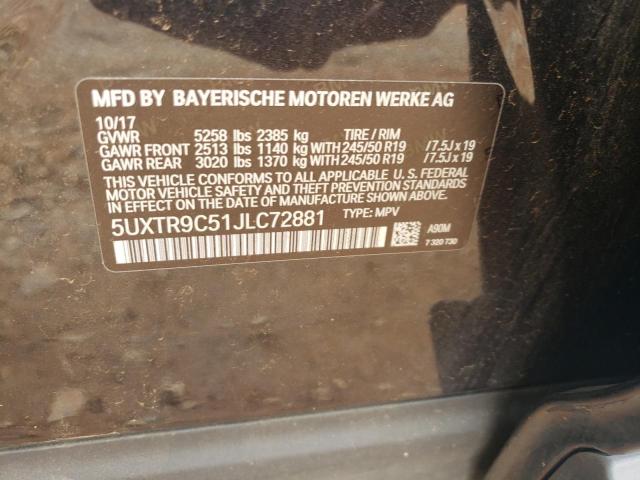 MFD BY BAYERISCHE MOTOREN WERKE AG
10/17
GVWR 5258 lbs 2385 kg TIRE / RIM
GAWR FRONT 2513 lbs 1140 kg WITH 245/50 R19 /7.5J x 19
GAWR REAR 3020 lbs 1370 kg WITH 245/50 R19 /7.5J x 19
THIS VEHICLE CONFORMS TO ALL APPLICABLE U. S. FEDERAL
MOTOR VEHICLE SAFETY STANDARDS IN EFFECT ON THE
DATE OF MANUFACTURE SHOWN ABOVE.
5UXTR9C51JLC72881 TYPE: MPV
A90M
7 320 730